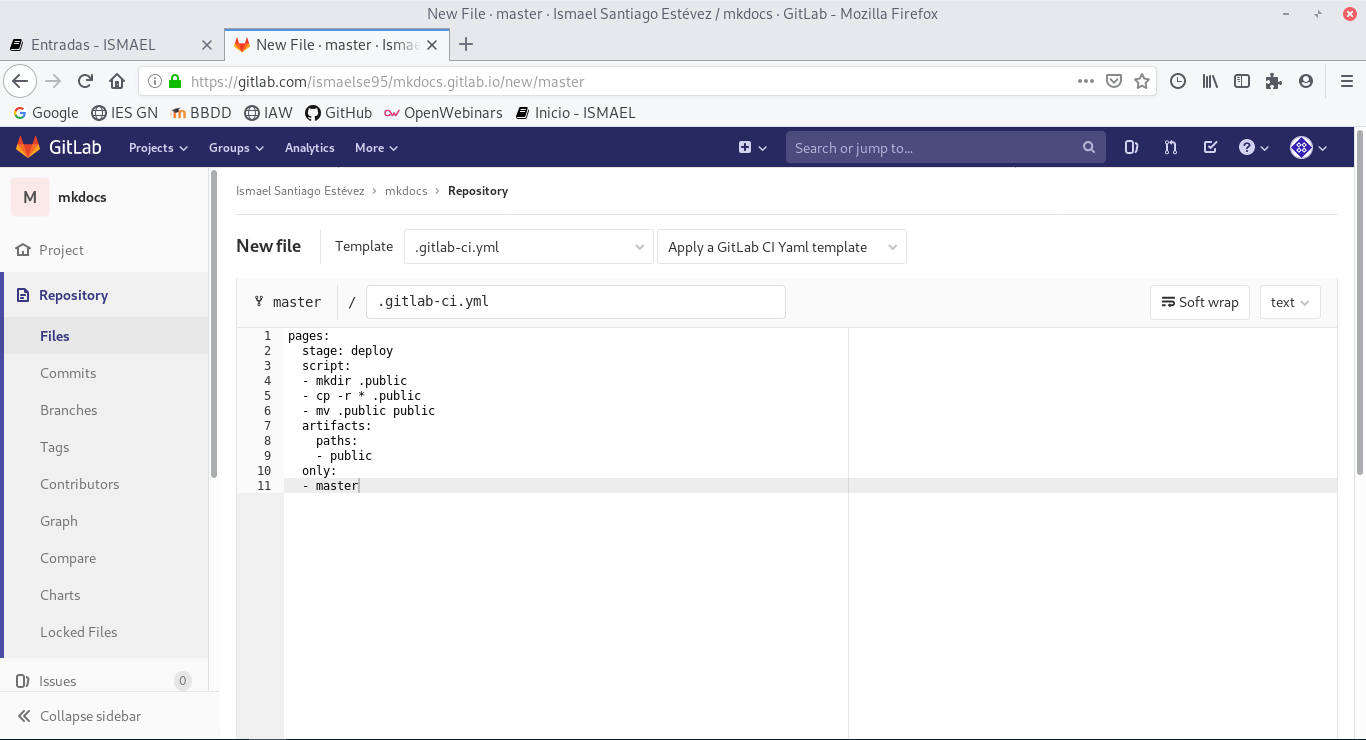 New File · master · Ismael Santiago Estévez / mkdocs · GitLab - Mozilla Firefox
Entradas - ISMAEL
New File · master · Ismae
https://gitlab.com/ismaelse95/mkdocs.gitlab.io/new/master
Google IES GN BBDD IAW GitHub OpenWebinars Inicio - ISMAEL
GitLab Projects Groups Analytics More Search or jump to...
M mkdocs
Project
Repository
Files
Commits
Branches
Tags
Contributors
Graph
Compare
Charts
Locked Files
Issues 0
Collapse sidebar
Ismael Santiago Estévez › mkdocs › Repository
New file Template .gitlab-ci.yml Apply a GitLab CI Yaml template
master / .gitlab-ci.yml Soft wrap text
1 pages:
2   stage: deploy
3   script:
4   - mkdir .public
5   - cp -r * .public
6   - mv .public public
7   artifacts:
8     paths:
9     - public
10   only:
11   - master